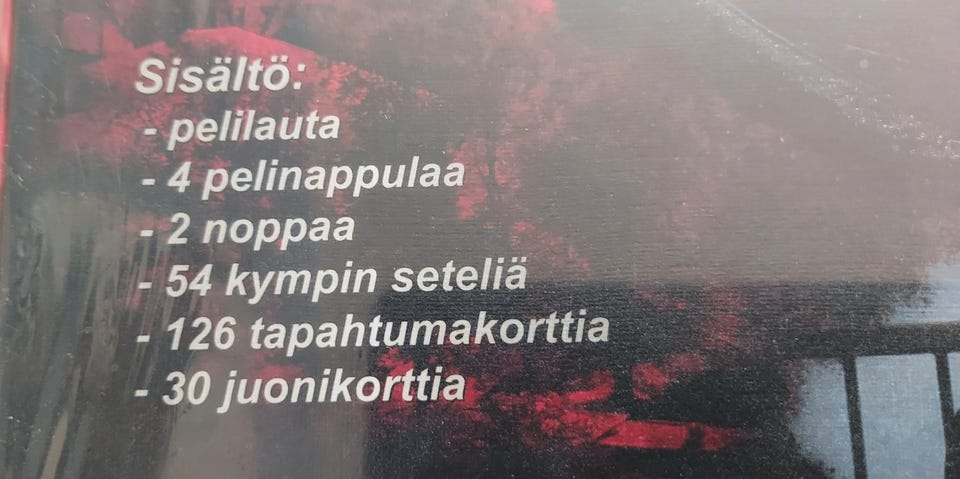 Sisältö:
- pelilauta
- 4 pelinappulaa
- 2 noppaa
- 54 kympin seteliä
- 126 tapahtumakorttia
- 30 juonikorttia